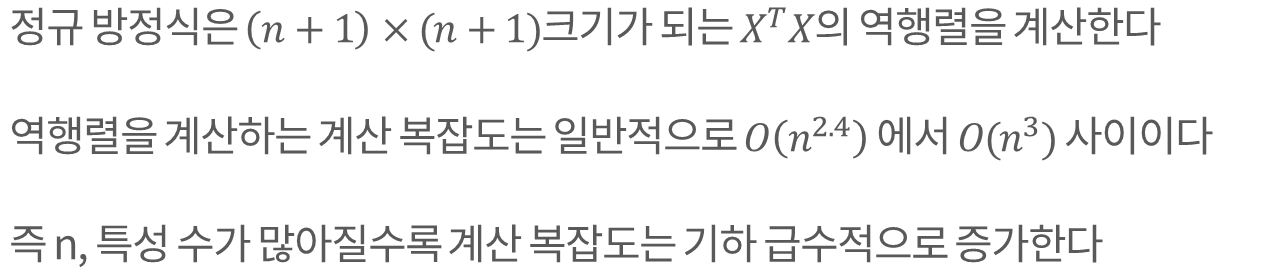 정규 방정식은 (n + 1) × (n + 1)크기가 되는 XᵀX의 역행렬을 계산한다
역행렬을 계산하는 계산 복잡도는 일반적으로 O(n²·⁴) 에서 O(n³) 사이이다
즉 n, 특성 수가 많아질수록 계산 복잡도는 기하 급수적으로 증가한다